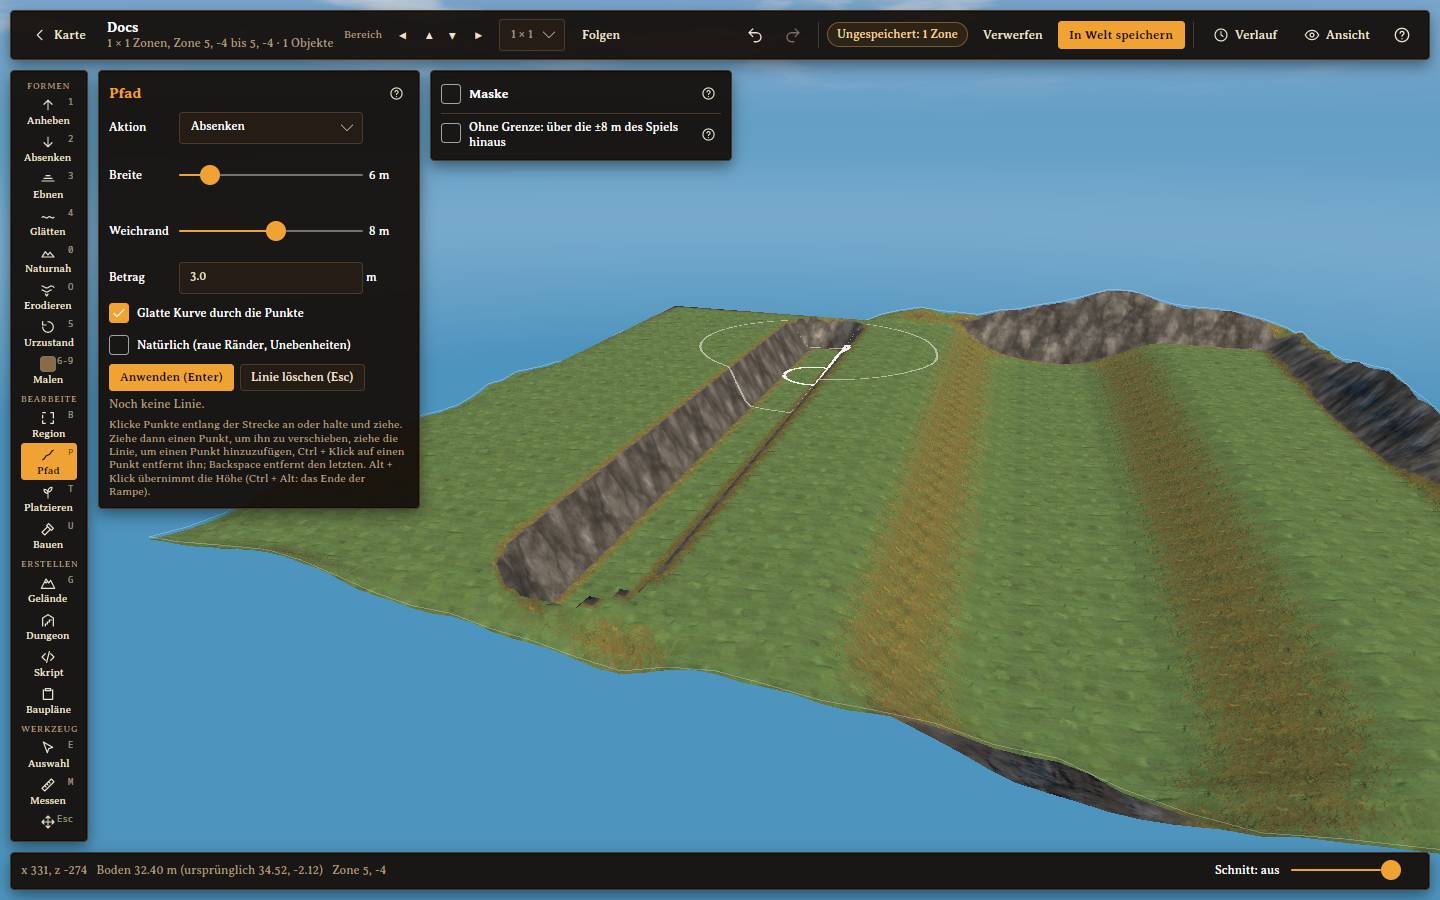 Karte
Docs
1 × 1 Zonen, Zone 5, -4 bis 5, -4 · 1 Objekte
Bereich
1 × 1
Folgen
Ungespeichert: 1 Zone
Verwerfen
In Welt speichern
Verlauf
Ansicht
FORMEN
1
Anheben
2
Absenken
3
Ebnen
4
Glätten
0
Naturnah
O
Erodieren
5
Urzustand
6-9
Malen
BEARBEITE
B
Region
P
Pfad
T
Platzieren
U
Bauen
ERSTELLEN
G
Gelände
Dungeon
Skript
Baupläne
WERKZEUG
E
Auswahl
M
Messen
Esc
Pfad
Aktion
Absenken
Breite
6 m
Weichrand
8 m
Betrag
3.0
m
Glatte Kurve durch die Punkte
Natürlich (raue Ränder, Unebenheiten)
Anwenden (Enter)
Linie löschen (Esc)
Noch keine Linie.
Klicke Punkte entlang der Strecke an oder halte und ziehe.
Ziehe dann einen Punkt, um ihn zu verschieben, ziehe die
Linie, um einen Punkt hinzuzufügen, Ctrl + Klick auf einen
Punkt entfernt ihn; Backspace entfernt den letzten. Alt +
Klick übernimmt die Höhe (Ctrl + Alt: das Ende der
Rampe).
Maske
Ohne Grenze: über die ±8 m des Spiels
hinaus
x 331, z -274 Boden 32.40 m (ursprünglich 34.52, -2.12) Zone 5, -4
Schnitt: aus